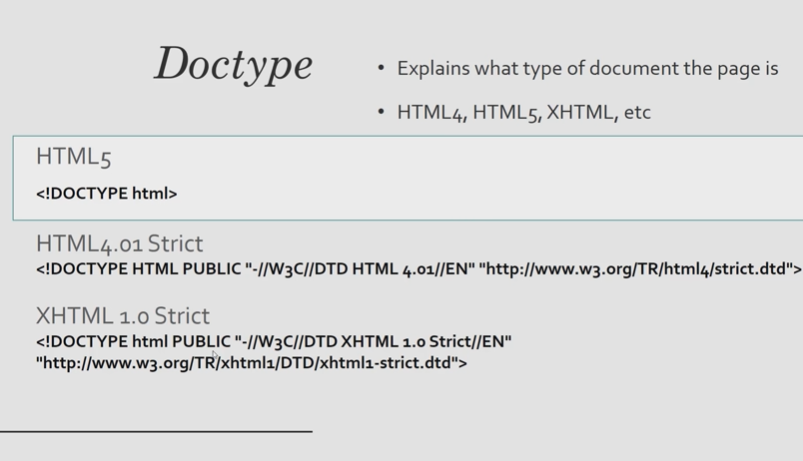 Doctype
• Explains what type of document the page is
• HTML4, HTML5, XHTML, etc
HTML5
<!DOCTYPE html>
HTML4.01 Strict
<!DOCTYPE HTML PUBLIC "-//W3C//DTD HTML 4.01//EN" "http://www.w3.org/TR/html4/strict.dtd">
XHTML 1.0 Strict
<!DOCTYPE html PUBLIC "-//W3C//DTD XHTML 1.0 Strict//EN"
"http://www.w3.org/TR/xhtml1/DTD/xhtml1-strict.dtd">